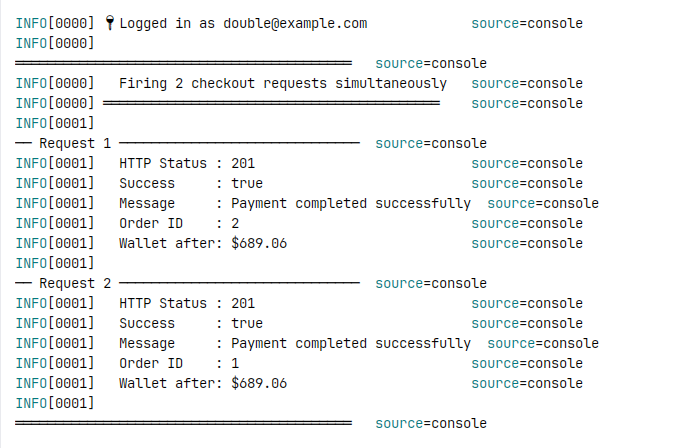 INFO[0000] 🔑 Logged in as double@example.com source=console
INFO[0000]
══════════════════════════════════════════ source=console
INFO[0000] Firing 2 checkout requests simultaneously source=console
INFO[0000] ══════════════════════════════════════════ source=console
INFO[0001]
── Request 1 ────────────────────────────── source=console
INFO[0001] HTTP Status : 201 source=console
INFO[0001] Success : true source=console
INFO[0001] Message : Payment completed successfully source=console
INFO[0001] Order ID : 2 source=console
INFO[0001] Wallet after: $689.06 source=console
INFO[0001]
── Request 2 ────────────────────────────── source=console
INFO[0001] HTTP Status : 201 source=console
INFO[0001] Success : true source=console
INFO[0001] Message : Payment completed successfully source=console
INFO[0001] Order ID : 1 source=console
INFO[0001] Wallet after: $689.06 source=console
INFO[0001]
══════════════════════════════════════════ source=console